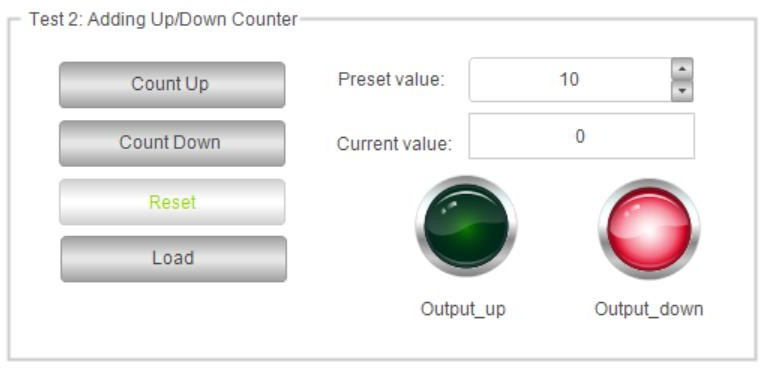 Test 2: Adding Up/Down Counter
Count Up
Preset value:
10
Count Down
Current value:
0
Reset
Load
Output_up
Output_down